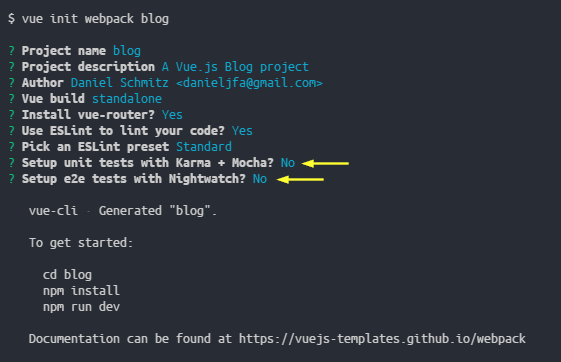 $ vue init webpack blog
? Project name blog
? Project description A Vue.js Blog project
? Author Daniel Schmitz <danieljfa@gmail.com>
? Vue build standalone
? Install vue-router? Yes
? Use ESLint to lint your code? Yes
? Pick an ESLint preset Standard
? Setup unit tests with Karma + Mocha? No
? Setup e2e tests with Nightwatch? No
vue-cli · Generated "blog".
To get started:
cd blog
npm install
npm run dev
Documentation can be found at https://vuejs-templates.github.io/webpack